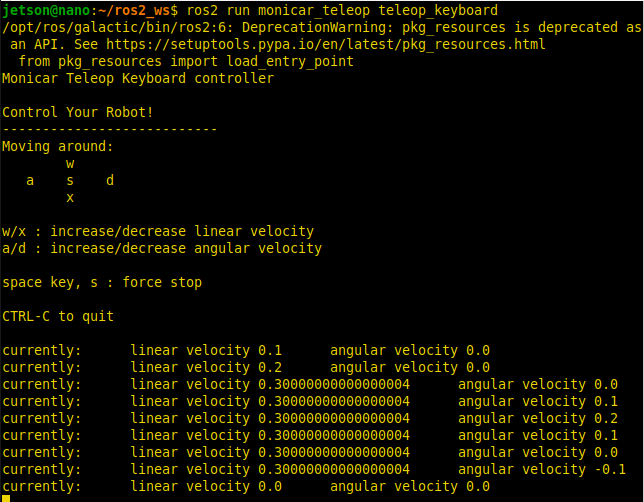 jetson@nano:~/ros2_ws$ ros2 run monicar_teleop teleop_keyboard
/opt/ros/galactic/bin/ros2:6: DeprecationWarning: pkg_resources is deprecated as
 an API. See https://setuptools.pypa.io/en/latest/pkg_resources.html
  from pkg_resources import load_entry_point
Monicar Teleop Keyboard controller

Control Your Robot!
---------------------------
Moving around:
        w
   a    s    d
        x

w/x : increase/decrease linear velocity
a/d : increase/decrease angular velocity

space key, s : force stop

CTRL-C to quit

currently:      linear velocity 0.1      angular velocity 0.0
currently:      linear velocity 0.2      angular velocity 0.0
currently:      linear velocity 0.30000000000000004      angular velocity 0.0
currently:      linear velocity 0.30000000000000004      angular velocity 0.1
currently:      linear velocity 0.30000000000000004      angular velocity 0.2
currently:      linear velocity 0.30000000000000004      angular velocity 0.1
currently:      linear velocity 0.30000000000000004      angular velocity 0.0
currently:      linear velocity 0.30000000000000004      angular velocity -0.1
currently:      linear velocity 0.0      angular velocity 0.0